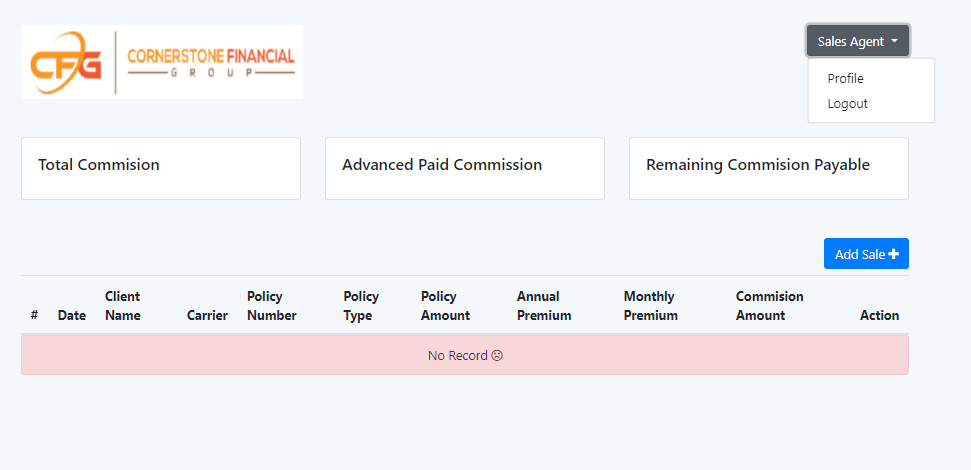 CFG
CORNERSTONE FINANCIAL
GROUP
Sales Agent
Profile
Logout
Total Commision
Advanced Paid Commission
Remaining Commision Payable
Add Sale
# Date Client Name Carrier Policy Number Policy Type Policy Amount Annual Premium Monthly Premium Commision Amount Action
No Record